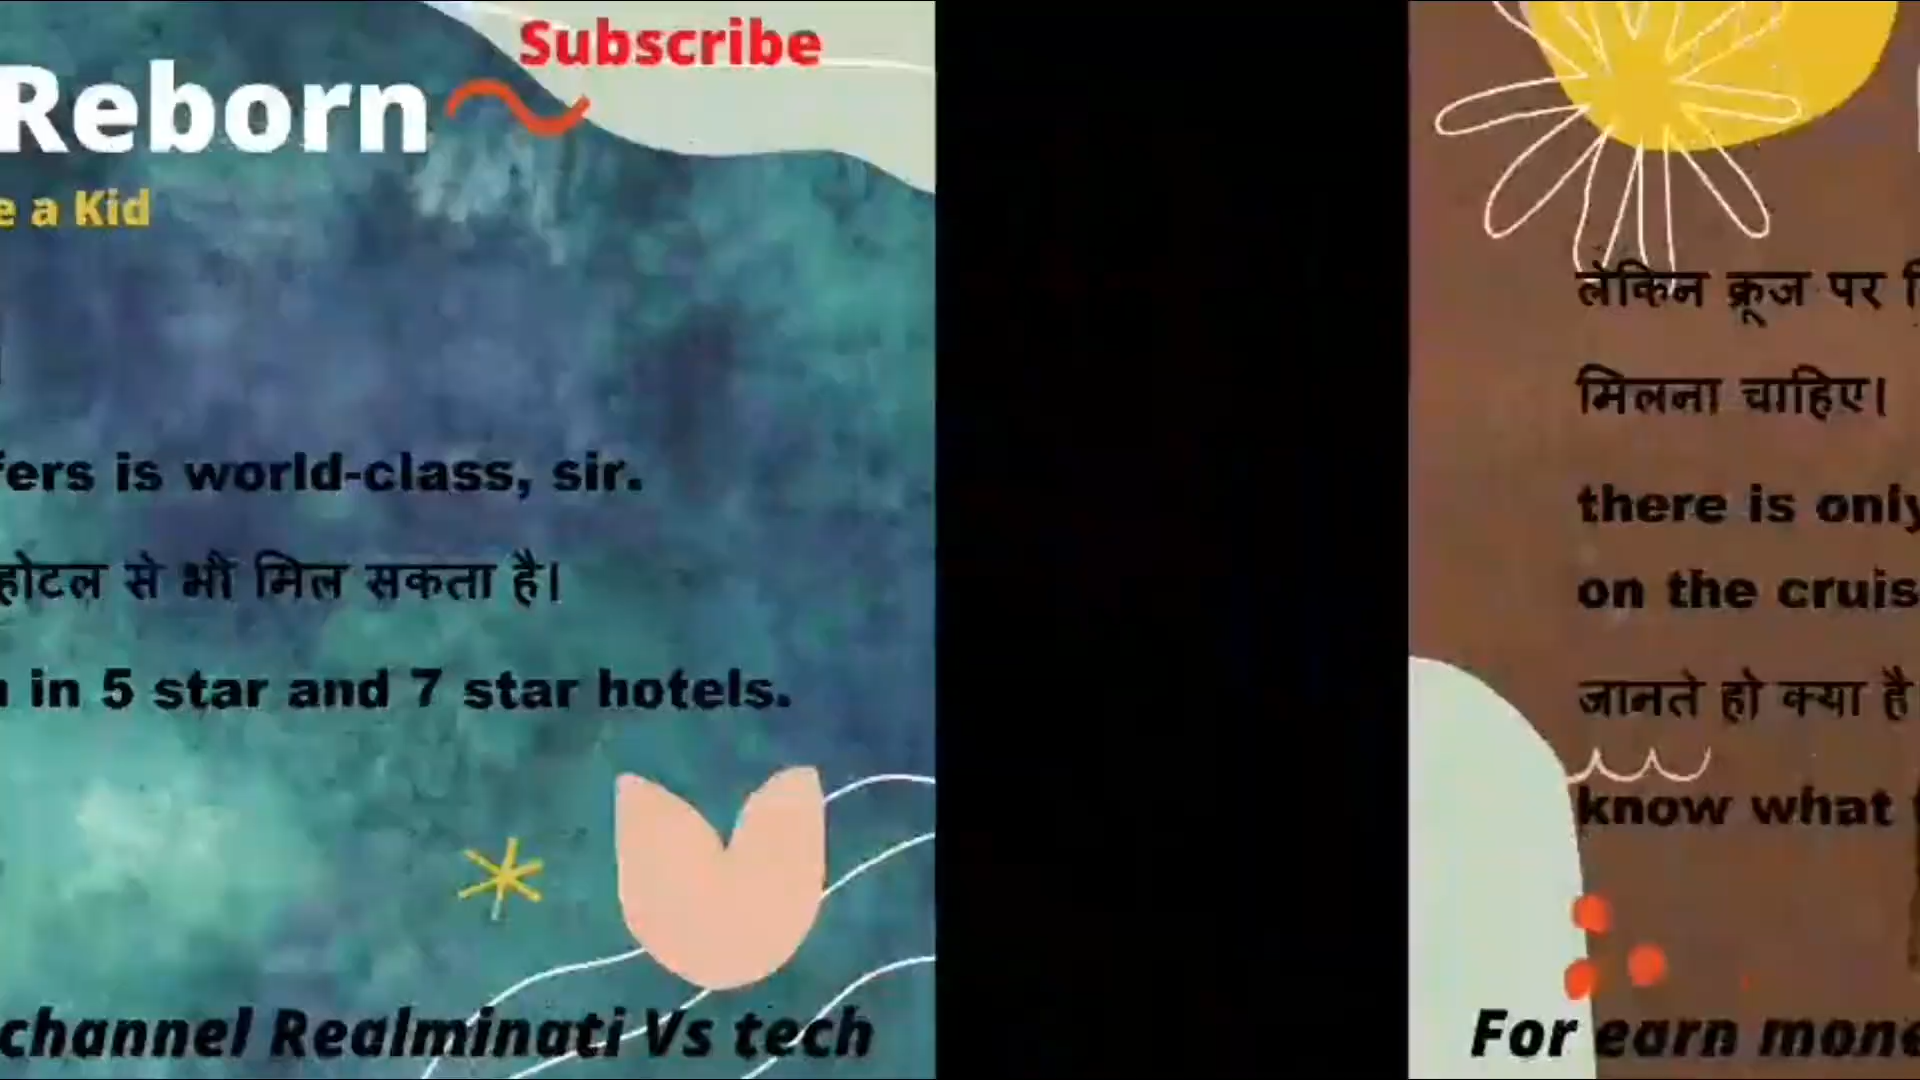 Subscribe
Reborn
e a Kid
fers is world-class, sir.
होटल से भी मिल सकता है।
in 5 star and 7 star hotels.
channel Realminati Vs tech
लेकिन क्रूज पर
मिलना चाहिए।
there is only
on the cruis
जानते हो क्या है
know what
For earn mone